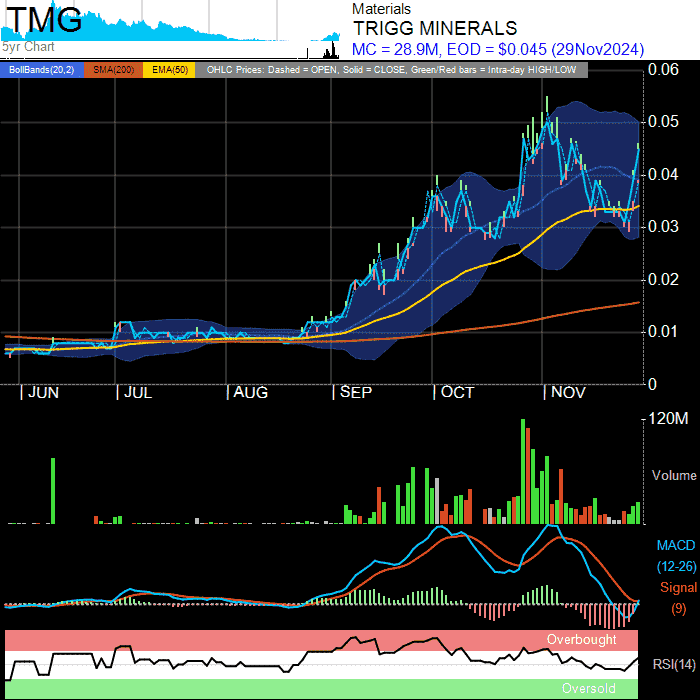 TMG
5yr Chart
Materials
TRIGG MINERALS
MC = 28.9M, EOD = $0.045 (29Nov2024)
BollBands(20,2) SMA(200) EMA(50) OHLC Prices: Dashed = OPEN, Solid = CLOSE, Green/Red bars = Intra-day HIGH/LOW
0.06
0.05
0.04
0.03
0.02
0.01
0
JUN JUL AUG SEP OCT NOV
120M
Volume
MACD
(12-26)
Signal
(9)
Overbought
RSI(14)
Oversold